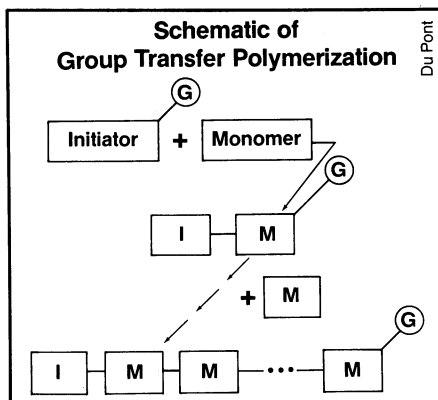 Schematic of
Group Transfer Polymerization
Du Pont
G
Initiator + Monomer
G
I M
+ M
I M M ... M
G